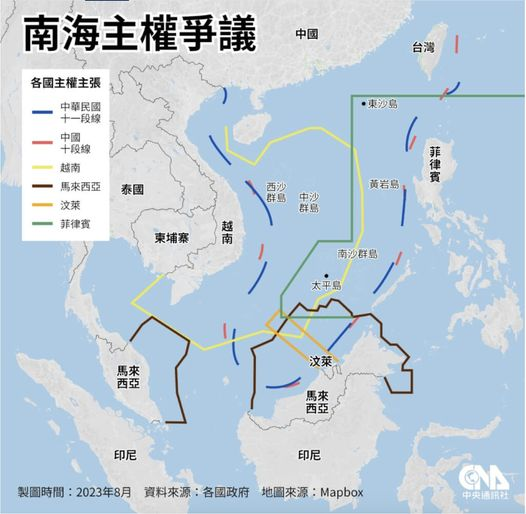 南海主權爭議
中國
台灣
各國主權主張
中華民國
十一段線
中國
十段線
越南
馬來西亞
汶萊
菲律賓
東沙島
菲律賓
黃岩島
西沙
群島
中沙
群島
泰國
越南
柬埔寨
南沙群島
太平島
汶萊
馬來
西亞
馬來
西亞
印尼
印尼
CNA
中央通訊社
製圖時間：2023年8月 資料來源：各國政府 地圖來源：Mapbox